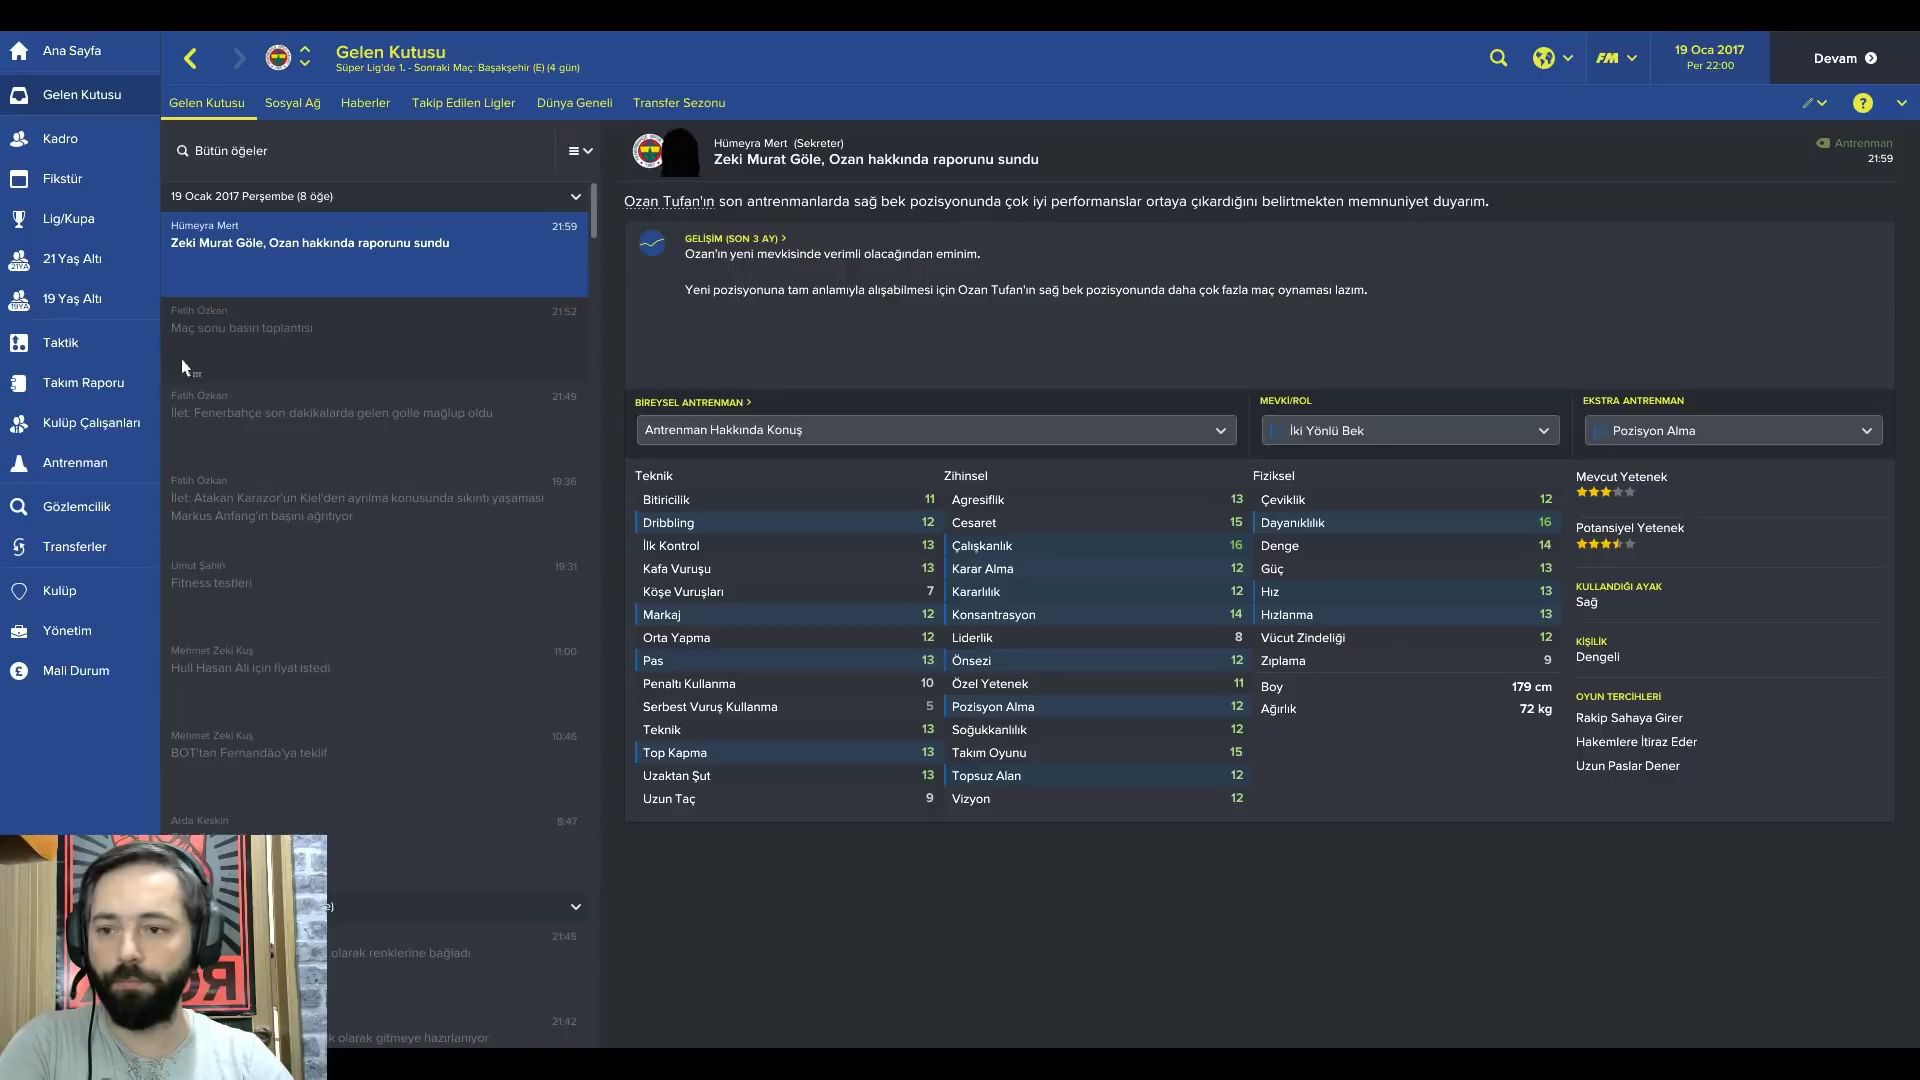 Ana Sayfa
Gelen Kutusu
Kadro
Fikstür
Lig/Kupa
21 Yaş Altı
19 Yaş Altı
Taktik
Takım Raporu
Kulüp Çalışanları
Antrenman
Gözlemcilik
Transferler
Kulüp
Yönetim
Mali Durum
Gelen Kutusu
Süper Lig'de 1. - Sonraki Maç: Başakşehir (E) (4 gün)
FM
19 Oca 2017
Per 22:00
Devam
Gelen Kutusu Sosyal Ağ Haberler Takip Edilen Ligler Dünya Geneli Transfer Sezonu
Bütün öğeler
19 Ocak 2017 Perşembe (8 öğe)
Hümeyra Mert 21:59
Zeki Murat Göle, Ozan hakkında raporunu sundu
Fatih Özkan 21:52
Maç sonu basın toplantısı
Fatih Özkan 21:49
İlet: Fenerbahçe son dakikalarda gelen golle mağlup oldu
Fatih Özkan 19:36
İlet: Atakan Karazor'un Kiel'den ayrılma konusunda sıkıntı yaşaması
Markus Anfang'ın başını ağrıtıyor
Umut Şahin 19:31
Fitness testleri
Mehmet Zeki Kuş 11:00
Hull Hasan Ali için fiyat istedi
Mehmet Zeki Kuş 10:46
BOT'tan Fernandão'ya teklif
Arda Keskin 8:47
21:45
olarak renklerine bağladı
21:42
olarak gitmeye hazırlanıyor
Hümeyra Mert (Sekreter)
Zeki Murat Göle, Ozan hakkında raporunu sundu
Antrenman
21:59
Ozan Tufan'ın son antrenmanlarda sağ bek pozisyonunda çok iyi performanslar ortaya çıkardığını belirtmekten memnuniyet duyarım.
GELİŞİM (SON 3 AY) >
Ozan'ın yeni mevkisinde verimli olacağından eminim.
Yeni pozisyonuna tam anlamıyla alışabilmesi için Ozan Tufan'ın sağ bek pozisyonunda daha çok fazla maç oynaması lazım.
BİREYSEL ANTRENMAN > MEVKİ/ROL EKSTRA ANTRENMAN
Antrenman Hakkında Konuş İki Yönlü Bek Pozisyon Alma
Teknik
Bitiricilik 11
Dribbling 12
İlk Kontrol 13
Kafa Vuruşu 13
Köşe Vuruşları 7
Markaj 12
Orta Yapma 12
Pas 13
Penaltı Kullanma 10
Serbest Vuruş Kullanma 5
Teknik 13
Top Kapma 13
Uzaktan Şut 13
Uzun Taç 9
Zihinsel
Agresiflik 13
Cesaret 15
Çalışkanlık 16
Karar Alma 12
Kararlılık 12
Konsantrasyon 14
Liderlik 8
Önsezi 12
Özel Yetenek 11
Pozisyon Alma 12
Soğukkanlılık 12
Takım Oyunu 15
Topsuz Alan 12
Vizyon 12
Fiziksel
Çeviklik 12
Dayanıklılık 16
Denge 14
Güç 13
Hız 13
Hızlanma 13
Vücut Zindeliği 12
Zıplama 9
Boy 179 cm
Ağırlık 72 kg
Mevcut Yetenek
Potansiyel Yetenek
KULLANDIĞI AYAK
Sağ
KİŞİLİK
Dengeli
OYUN TERCİHLERİ
Rakip Sahaya Girer
Hakemlere İtiraz Eder
Uzun Paslar Dener